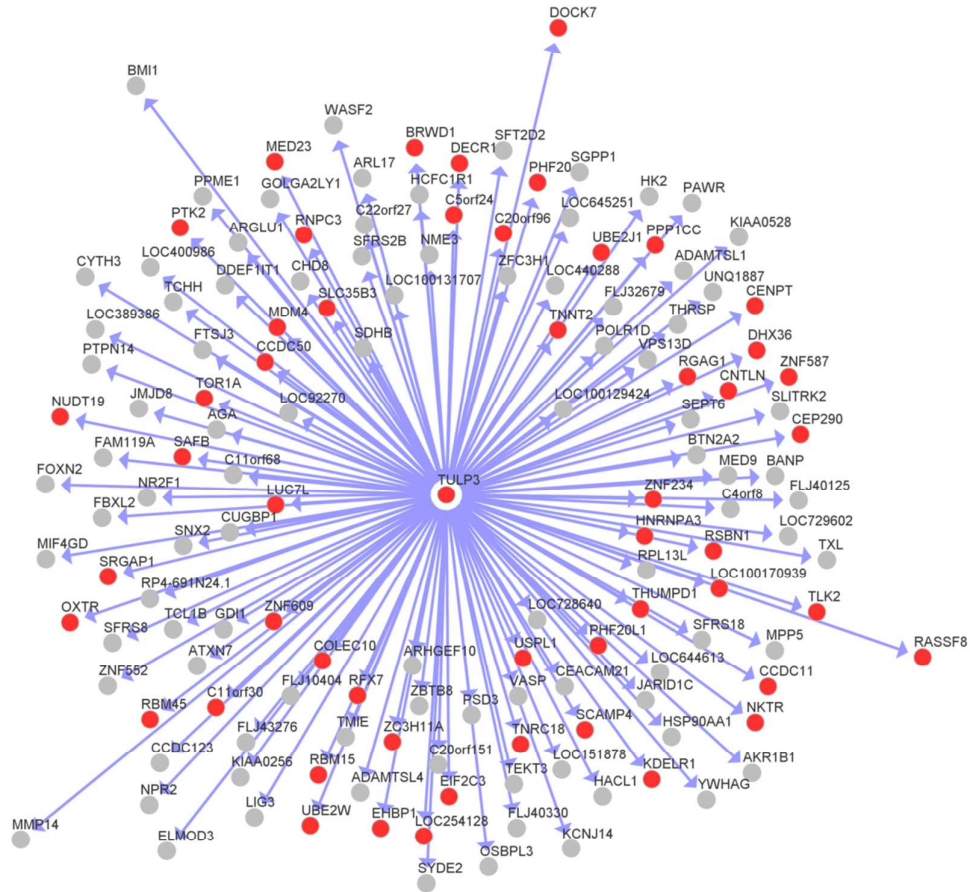 DOCK7
BMI1
WASF2
BRWD1
SFT2D2
MED23
DECR1
ARL17
PHF20
SGPP1
PPME1
GOLGA2LY1
HCFC1R1
HK2
PAWR
PTK2
RNPC3
C22orf27
C5orf24
C20orf96
LOC645251
KIAA0528
ARGLU1
SFRS2B
NME3
UBE2J1
PPP1CC
LOC400986
CHD8
ZFC3H1
LOC440288
ADAMTSL1
CYTH3
DDEF1IT1
LOC100131707
UNQ1887
TCHH
SLC35B3
FLJ32679
CENPT
LOC389386
MDM4
TNNT2
THRSP
FTSJ3
SDHB
POLR1D
VPS13D
DHX36
PTPN14
CCDC50
RGAG1
CNTLN
ZNF587
NUDT19
JMJD8
TOR1A
LOC92270
LOC100129424
SLITRK2
AGA
SEPT6
CEP290
FAM119A
SAFB
BTN2A2
FOXN2
C11orf68
MED9
BANP
NR2F1
TULP3
FBXL2
LUC7L
ZNF234
C4orf8
FLJ40125
SNX2
CUGBP1
HNRNPA3
LOC729602
MIF4GD
RSBN1
TXL
SRGAP1
RPL13L
RP4-691N24.1
LOC100170939
OXTR
THUMPD1
TLK2
SFRS8
TCL1B
GDI1
ZNF609
LOC728640
SFRS18
MPP5
RASSF8
ZNF552
ATXN7
COLEC10
ARHGEF10
USPL1
PHF20L1
LOC644613
CCDC11
RBM45
C11orf30
FLJ10404
RFX7
ZBTB8
PSD3
VASP
CEACAM21
JARID1C
NKTR
FLJ43276
TMIE
ZC3H11A
TNRC18
SCAMP4
HSP90AA1
CCDC123
KIAA0256
RBM15
C20orf151
TEKT3
LOC151878
KDELR1
AKR1B1
NPR2
LIG3
ADAMTSL4
EIF2C3
HACL1
YWHAG
UBE2W
EHBP1
LOC254128
FLJ40330
KCNJ14
MMP14
ELMOD3
SYDE2
OSBPL3